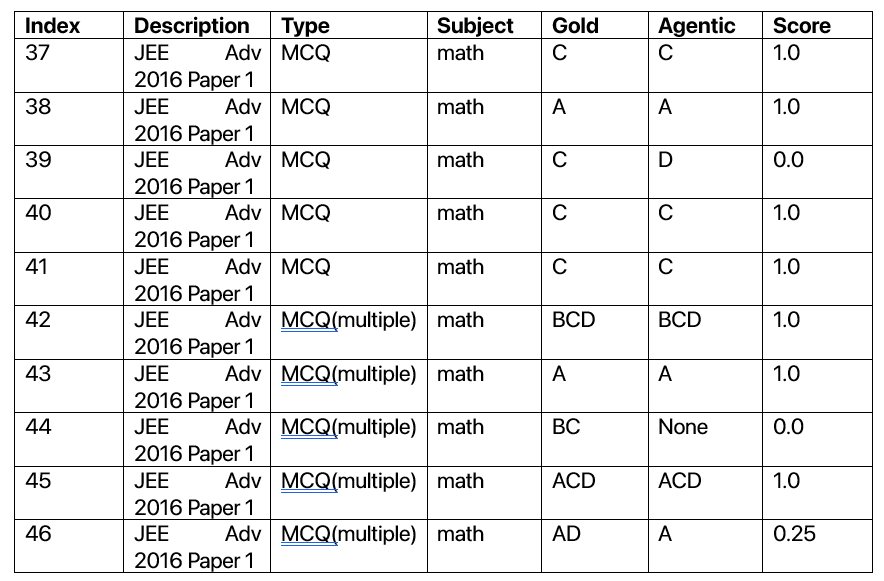 Index Description Type Subject Gold Agentic Score
37 JEE Adv MCQ math C C 1.0
2016 Paper 1
38 JEE Adv MCQ math A A 1.0
2016 Paper 1
39 JEE Adv MCQ math C D 0.0
2016 Paper 1
40 JEE Adv MCQ math C C 1.0
2016 Paper 1
41 JEE Adv MCQ math C C 1.0
2016 Paper 1
42 JEE Adv MCQ(multiple) math BCD BCD 1.0
2016 Paper 1
43 JEE Adv MCQ(multiple) math A A 1.0
2016 Paper 1
44 JEE Adv MCQ(multiple) math BC None 0.0
2016 Paper 1
45 JEE Adv MCQ(multiple) math ACD ACD 1.0
2016 Paper 1
46 JEE Adv MCQ(multiple) math AD A 0.25
2016 Paper 1